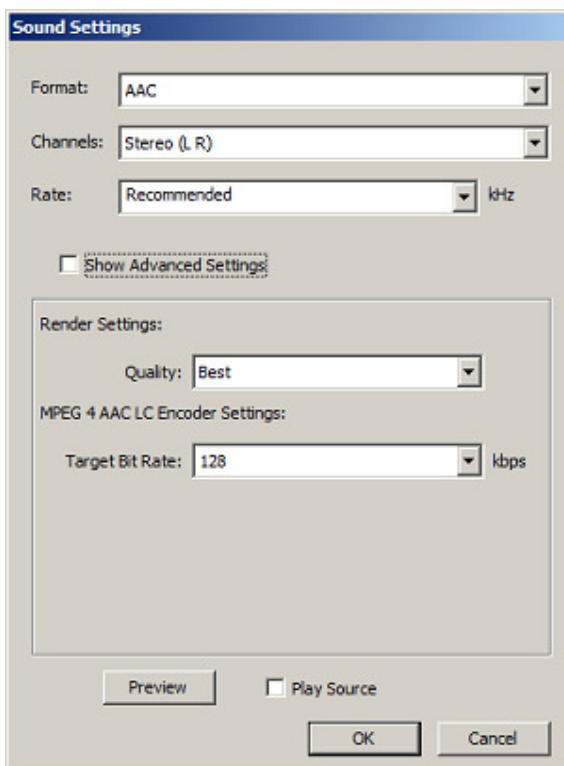 Sound Settings
Format: AAC
Channels: Stereo (L R)
Rate: Recommended kHz
Show Advanced Settings
Render Settings:
Quality: Best
MPEG 4 AAC LC Encoder Settings:
Target Bit Rate: 128 kbps
Preview Play Source
OK Cancel